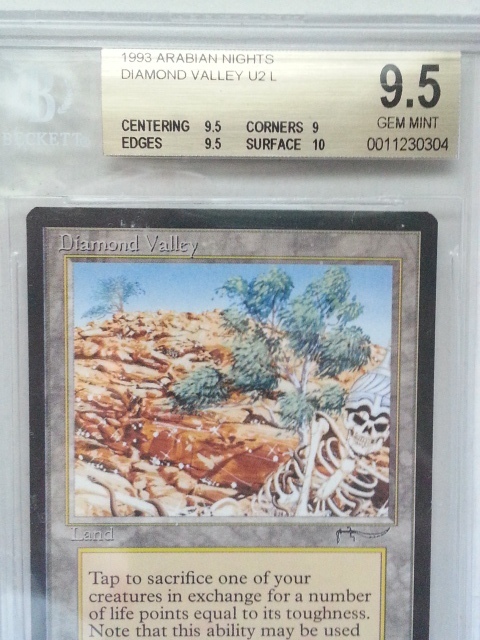 1993 ARABIAN NIGHTS
DIAMOND VALLEY U2 L
9.5
GEM MINT
CENTERING 9.5 CORNERS 9
EDGES 9.5 SURFACE 10
0011230304
BECKETT
Diamond Valley
Land
Tap to sacrifice one of your
creatures in exchange for a number
of life points equal to its toughness.
Note that this ability may be used